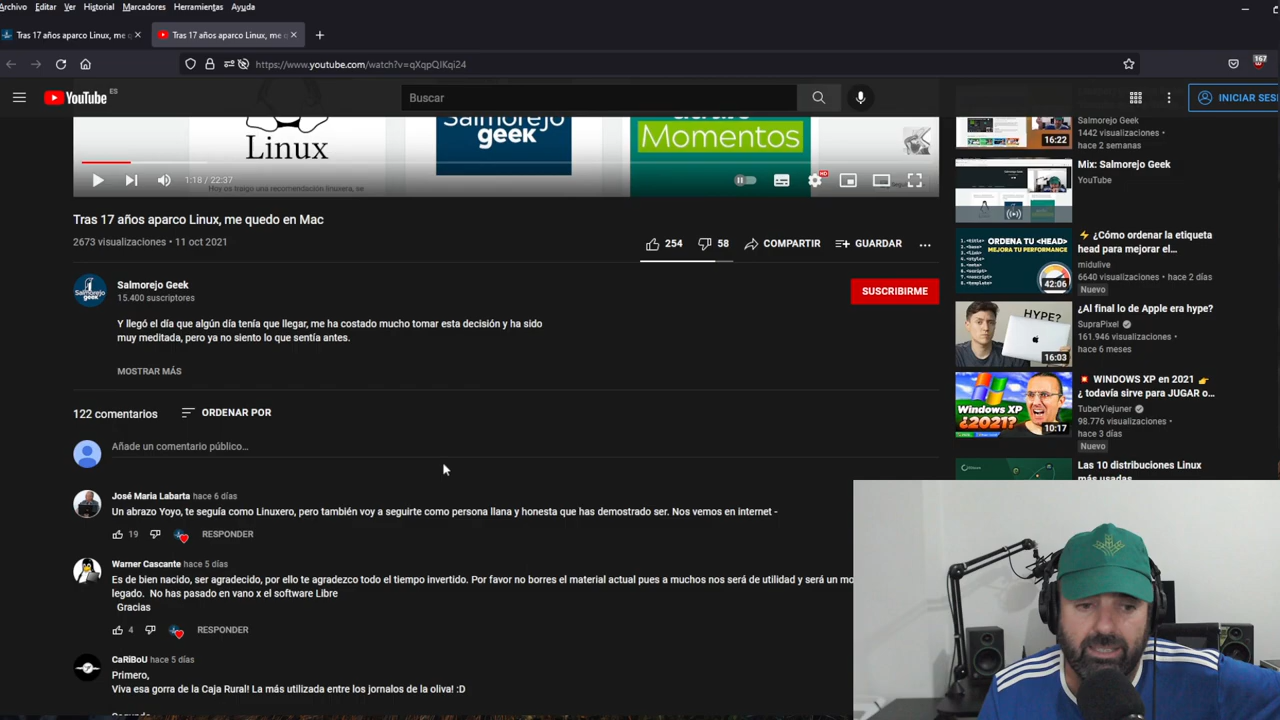 Archivo Editar Ver Historial Marcadores Herramientas Ayuda
Tras 17 años aparco Linux, me q
Tras 17 años aparco Linux, me q
https://www.youtube.com/watch?v=qXqpQIKqi24
167
YouTube ES
Buscar
INICIAR SES
Linux
Salmorejo
geek
Momentos
1:18 / 22:37
HD
Tras 17 años aparco Linux, me quedo en Mac
2673 visualizaciones • 11 oct 2021
254
58
COMPARTIR
GUARDAR
Salmorejo Geek
15.400 suscriptores
SUSCRIBIRME
Y llegó el día que algún día tenía que llegar, me ha costado mucho tomar esta decisión y ha sido
muy meditada, pero ya no siento lo que sentía antes.
MOSTRAR MÁS
122 comentarios
ORDENAR POR
Añade un comentario público...
José Maria Labarta hace 6 días
Un abrazo Yoyo, te seguía como Linuxero, pero también voy a seguirte como persona llana y honesta que has demostrado ser. Nos vemos en internet -
19
RESPONDER
Warner Cascante hace 5 días
Es de bien nacido, ser agradecido, por ello te agradezco todo el tiempo invertido. Por favor no borres el material actual pues a muchos nos será de utilidad y será un mo
legado. No has pasado en vano x el software Libre
Gracias
4
RESPONDER
CaRiBoU hace 5 días
Primero,
Viva esa gorra de la Caja Rural! La más utilizada entre los jornalos de la oliva! :D
Salmorejo Geek
1442 visualizaciones •
hace 2 semanas
16:22
Mix: Salmorejo Geek
YouTube
ORDENA TU <HEAD>
MEJORA TU PERFORMANCE
42:06
¿Cómo ordenar la etiqueta
head para mejorar el...
midulive
6640 visualizaciones • hace 2 días
Nuevo
HYPE?
16:03
¿Al final lo de Apple era hype?
SupraPixel
161.946 visualizaciones •
hace 6 meses
Windows XP
¿2021?
10:17
WINDOWS XP en 2021
¿ todavía sirve para JUGAR o...
TuberViejuner
98.776 visualizaciones •
hace 3 días
Nuevo
Las 10 distribuciones Linux